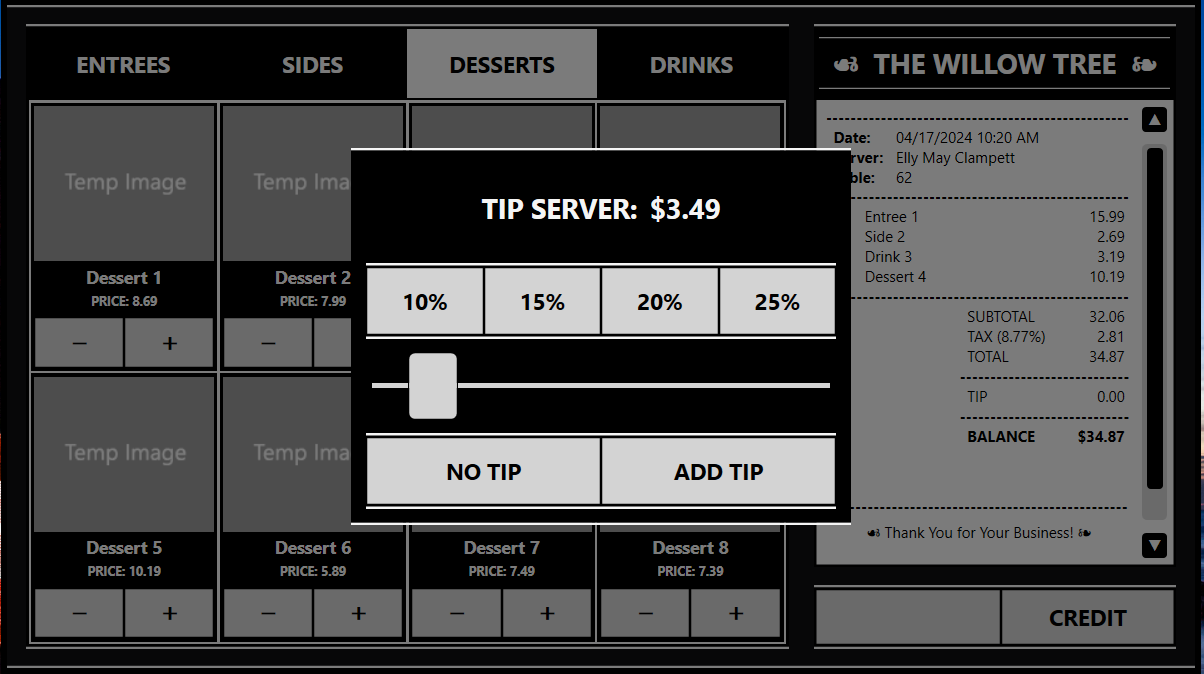 ENTREES SIDES DESSERTS DRINKS
Temp Image Temp Ima
Dessert 1 Dessert 2
PRICE: 8.69 PRICE: 7.99
− + −
Temp Image Temp Ima
Dessert 5 Dessert 6 Dessert 7 Dessert 8
PRICE: 10.19 PRICE: 5.89 PRICE: 7.49 PRICE: 7.39
− + − + − + − +
TIP SERVER: $3.49
10% 15% 20% 25%
NO TIP ADD TIP
☙ THE WILLOW TREE ❧
Date: 04/17/2024 10:20 AM
rver: Elly May Clampett
ble: 62
Entree 1 15.99
Side 2 2.69
Drink 3 3.19
Dessert 4 10.19
SUBTOTAL 32.06
TAX (8.77%) 2.81
TOTAL 34.87
TIP 0.00
BALANCE $34.87
☙ Thank You for Your Business! ❧
CREDIT